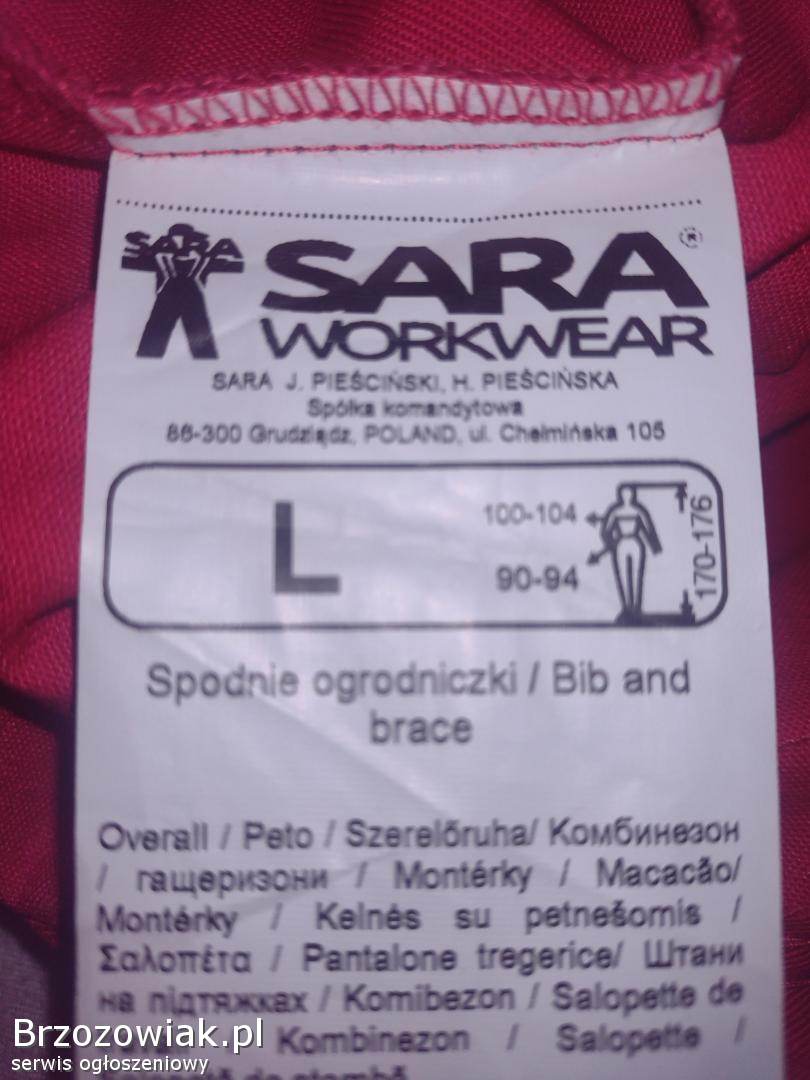 SARA
SARA ®
WORKWEAR
SARA J. PIEŚCIŃSKI, H. PIEŚCIŃSKA
Spółka komandytowa
86-300 Grudziądz, POLAND, ul. Chełmińska 105
L
100-104
90-94
170-176
Spodnie ogrodniczki / Bib and
brace
Overall / Peto / Szerelőruha/ Комбинезон
/ гащеризони / Montérky / Macacão/
Montérky / Kelnės su petnešomis /
Σαλοπέτα / Pantalone tregerice/ Штани
на підтяжках / Komibezon / Salopette de
Kombinezon / Salopette /
Brzozowiak.pl
serwis ogłoszeniowy